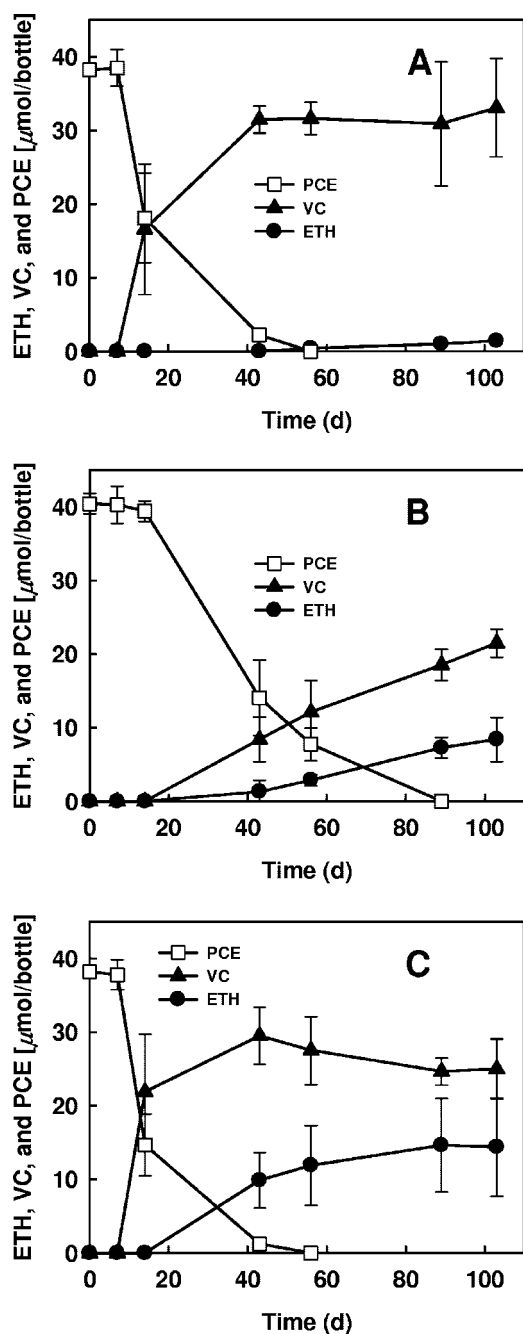 A
ETH, VC, and PCE [μmol/bottle]
40
30
20
10
0
PCE
VC
ETH
0 20 40 60 80 100
Time (d)
B
ETH, VC, and PCE [μmol/bottle]
40
30
20
10
0
PCE
VC
ETH
0 20 40 60 80 100
Time (d)
C
ETH, VC, and PCE [μmol/bottle]
40
30
20
10
0
PCE
VC
ETH
0 20 40 60 80 100
Time (d)